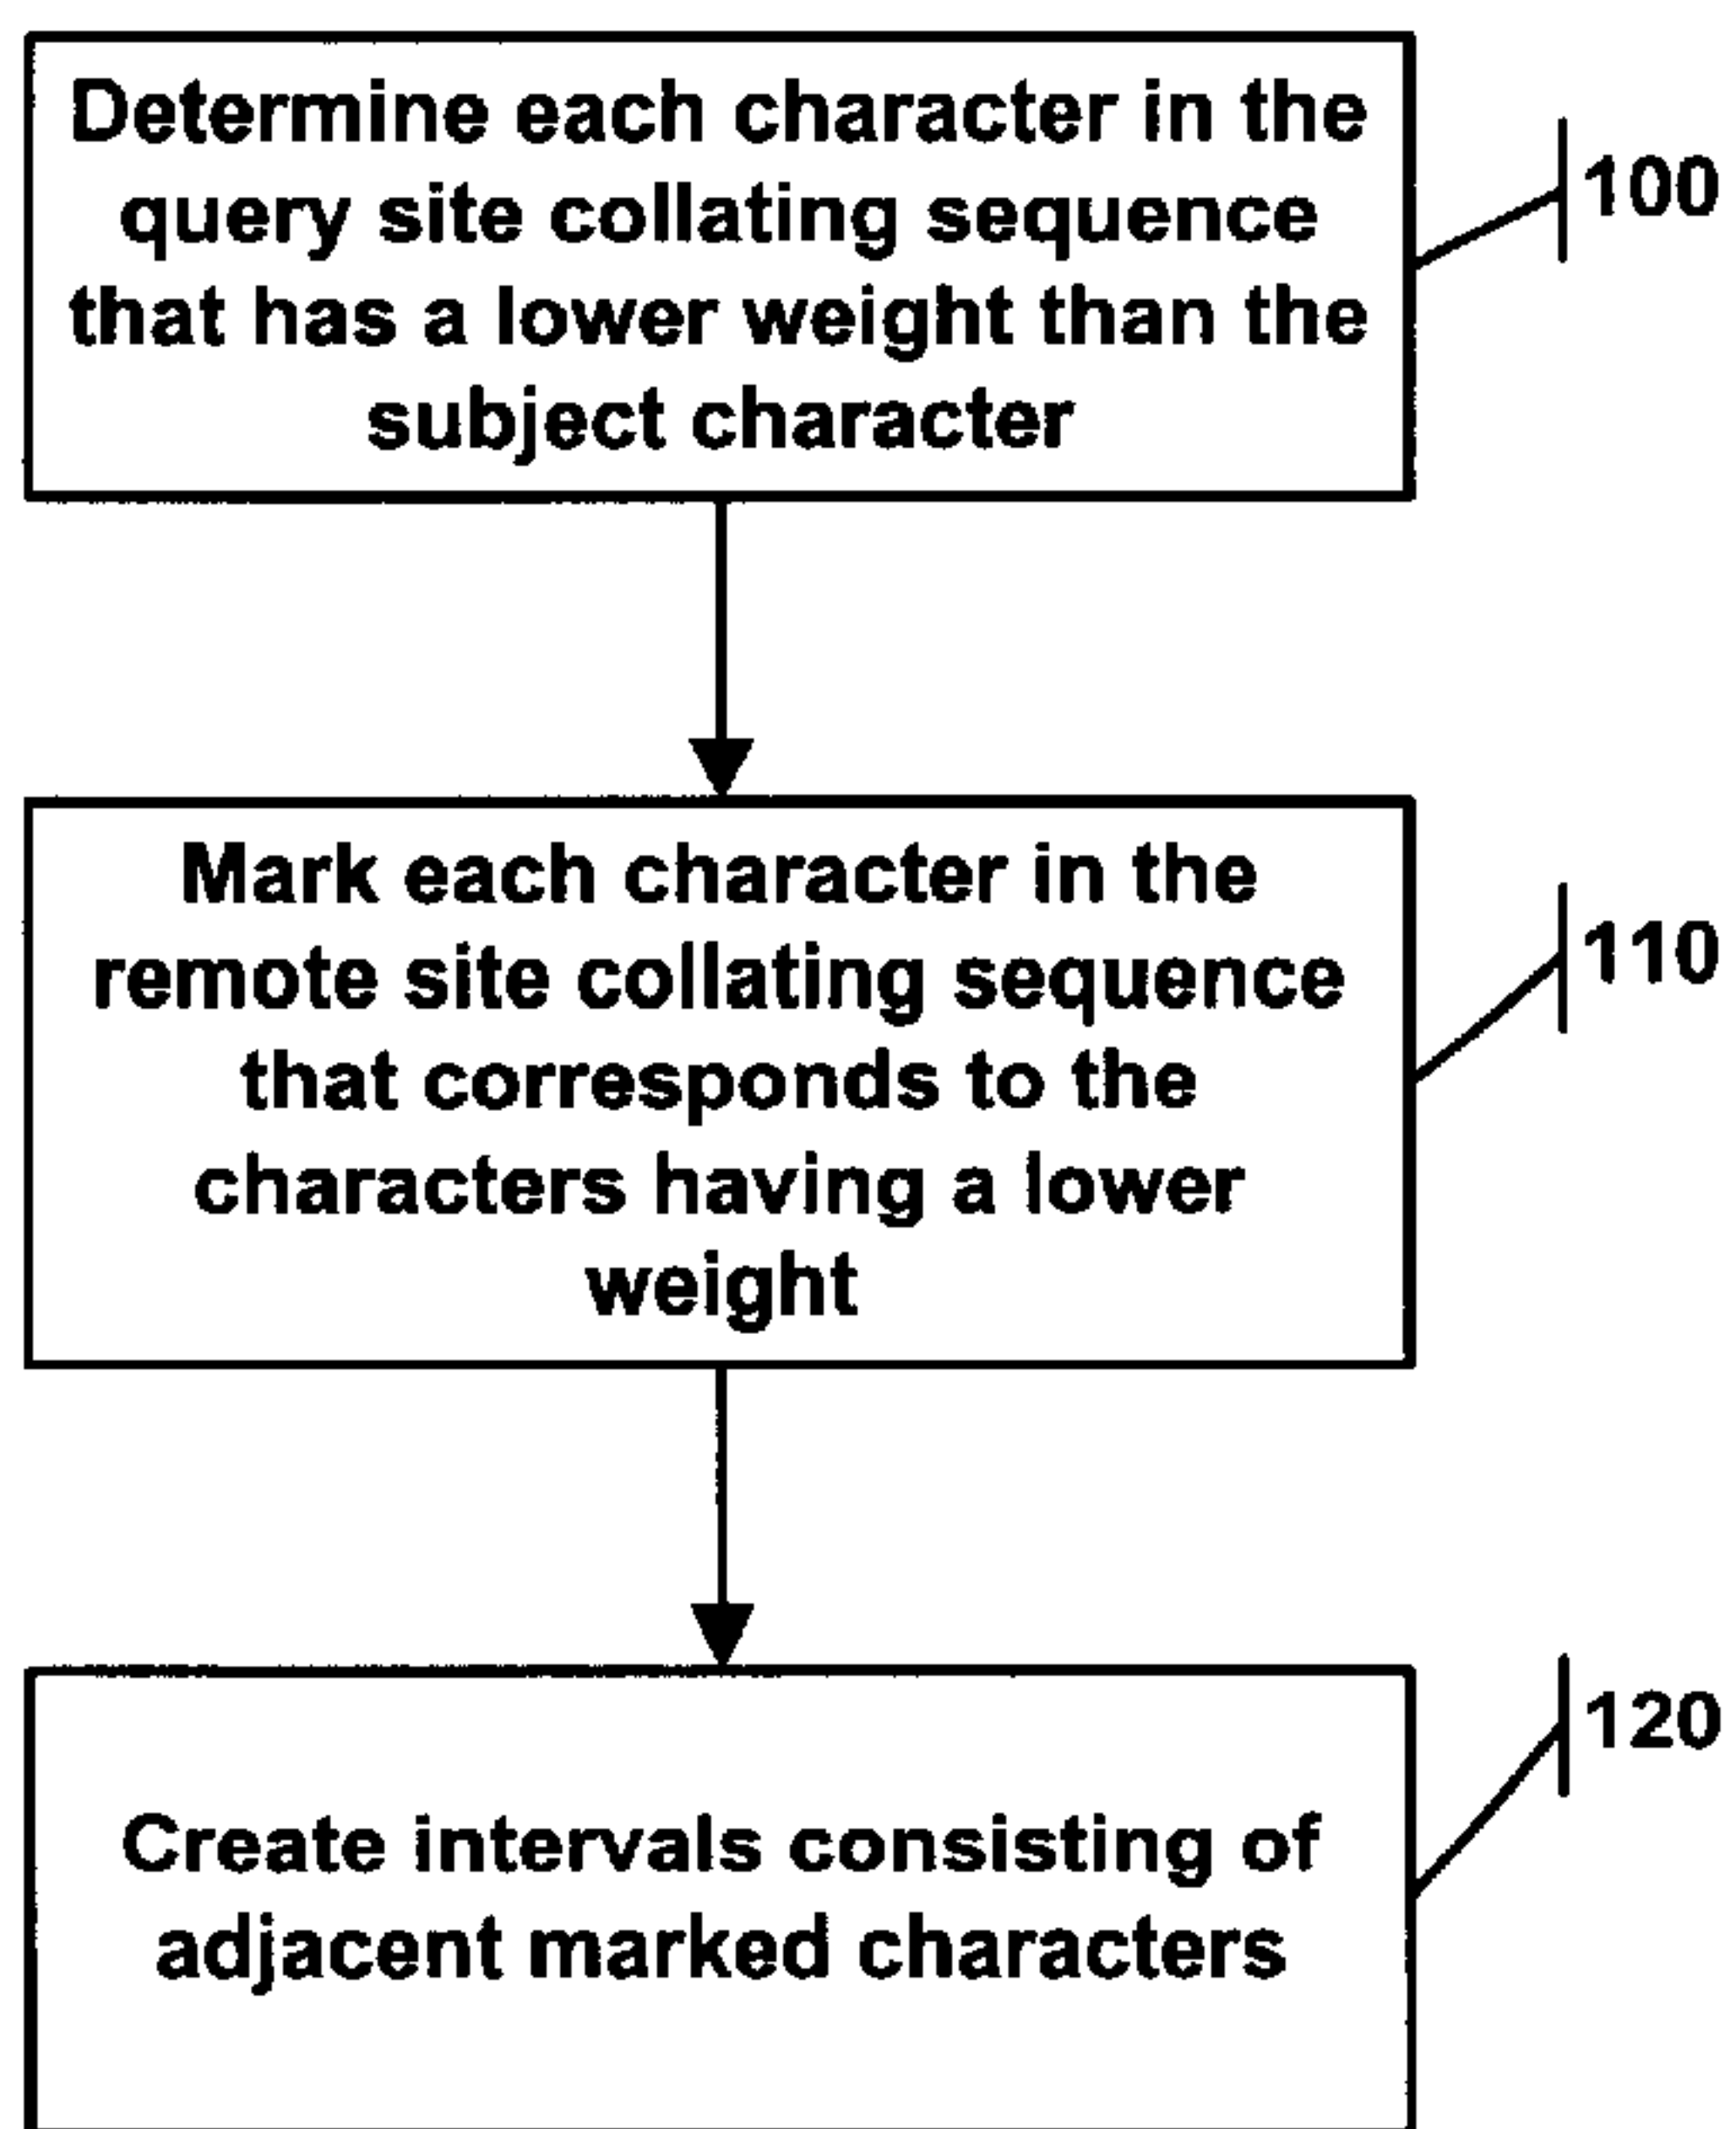 Determine each character in the
query site collating sequence
that has a lower weight than the
subject character
100
Mark each character in the
remote site collating sequence
that corresponds to the
characters having a lower
weight
110
Create intervals consisting of
adjacent marked characters
120